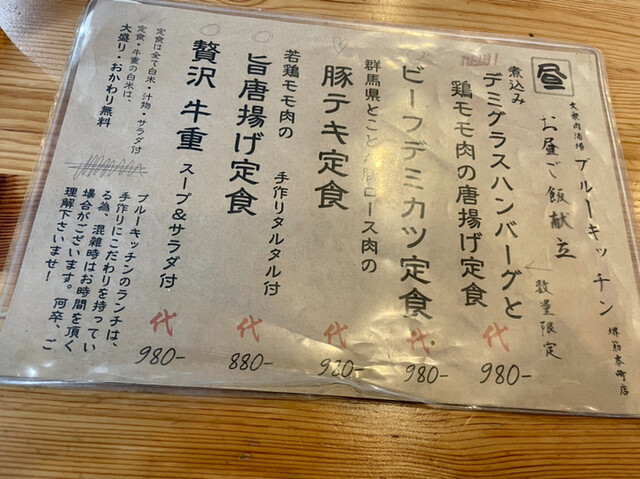 昼
大衆肉酒場
ブルーキッチン
堺筋本町店
お昼ご飯献立
数量限定
煮込み
デミグラスハンバーグと
鶏モモ肉の唐揚げ定食
代
980-
ビーフデミカツ定食
代
980-
群馬県とことん豚ロース肉の
豚テキ定食
代
920-
若鶏モモ肉の 手作りタルタル付
旨唐揚げ定食
代
880-
贅沢 牛重 スープ&サラダ付
代
980-
定食は全て白米・汁物・サラダ付
定食・牛重の白米は、
大盛り・おかわり無料
ブルーキッチンのランチは、
手作りにこだわりを持ってい
る為、混雑時はお時間を頂く
場合がございます。何卒、ご
理解下さいませ!